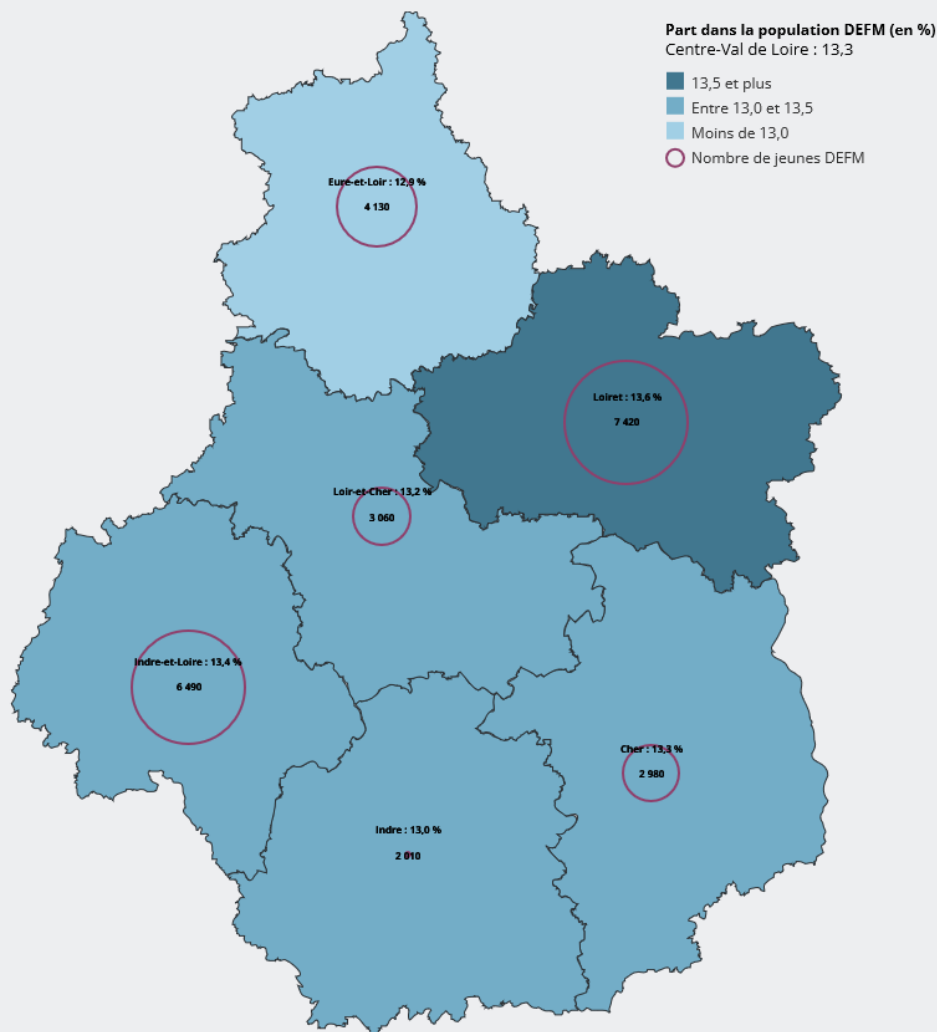 Part dans la population DEFM (en %)
Centre-Val de Loire : 13,3
13,5 et plus
Entre 13,0 et 13,5
Moins de 13,0
Nombre de jeunes DEFM
Eure-et-Loir : 12,9 %
4 130
Loiret : 13,6 %
7 420
Loir-et-Cher : 13,2 %
3 060
Indre-et-Loire : 13,4 %
6 490
Cher : 13,3 %
2 980
Indre : 13,0 %
2 010